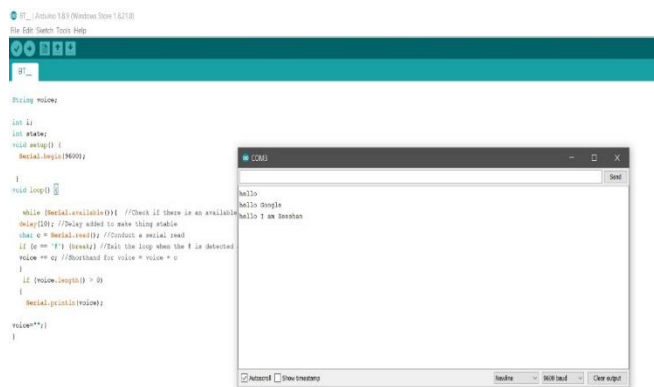 BT__ | Arduino 1.8.9 (Windows Store 1.8.21.0)
File Edit Sketch Tools Help
BT__
String voice;
int i;
int state;
void setup() {
Serial.begin(9600);
}
void loop() {
while (Serial.available()){ //Check if there is an available
delay(10); //Delay added to make thing stable
char c = Serial.read(); //Conduct a serial read
if (c == '#') {break;} //Exit the loop when the # is detected
voice += c; //Shorthand for voice = voice + c
}
if (voice.length() > 0)
{
Serial.println(voice);
voice="";}
}
COM3
Send
hello
hello Google
hello I am Zeeshan
Autoscroll Show timestamp
Newline
9600 baud
Clear output